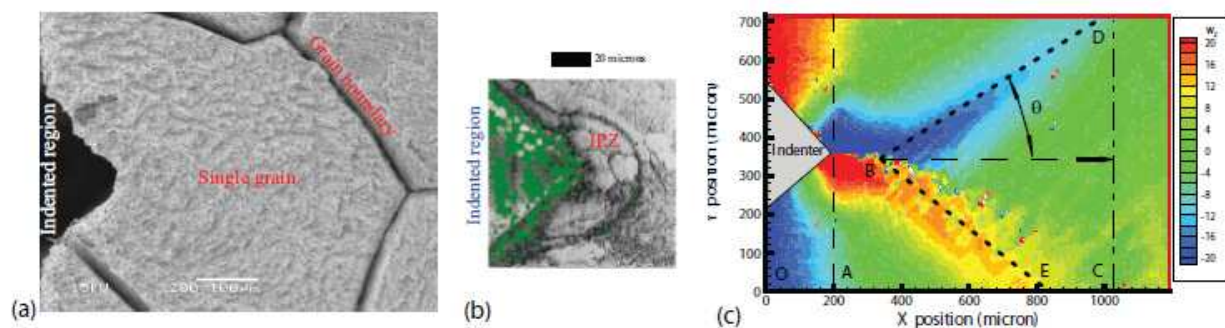 Indented region
Grain boundary
Single grain
100μm
(a)
20 microns
Indented region
IPZ
(b)
Y position (micron)
700
600
500
400
300
200
100
0
Indenter
D
θ
B
O
A
E
C
0
200
400
600
800
1000
X position (micron)
(c)
20
16
12
8
4
0
-4
-8
-12
-16
-20